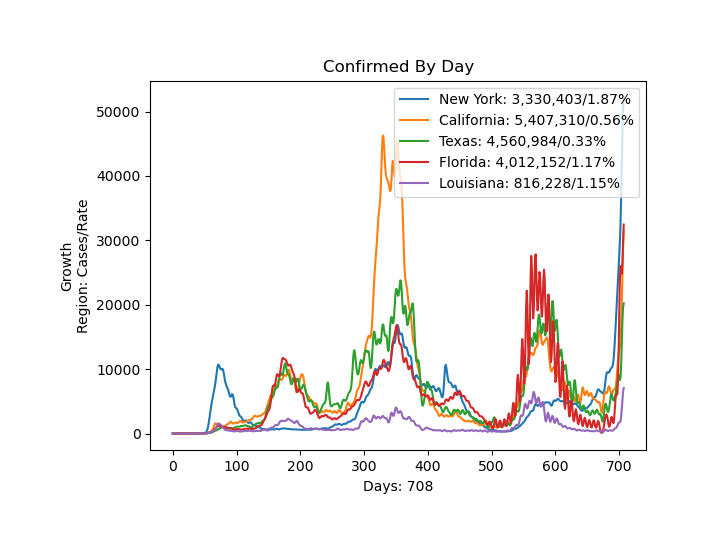 Confirmed By Day
New York: 3,330,403/1.87%
California: 5,407,310/0.56%
Texas: 4,560,984/0.33%
Florida: 4,012,152/1.17%
Louisiana: 816,228/1.15%
Growth
Region: Cases/Rate
50000
40000
30000
20000
10000
0
0 100 200 300 400 500 600 700
Days: 708